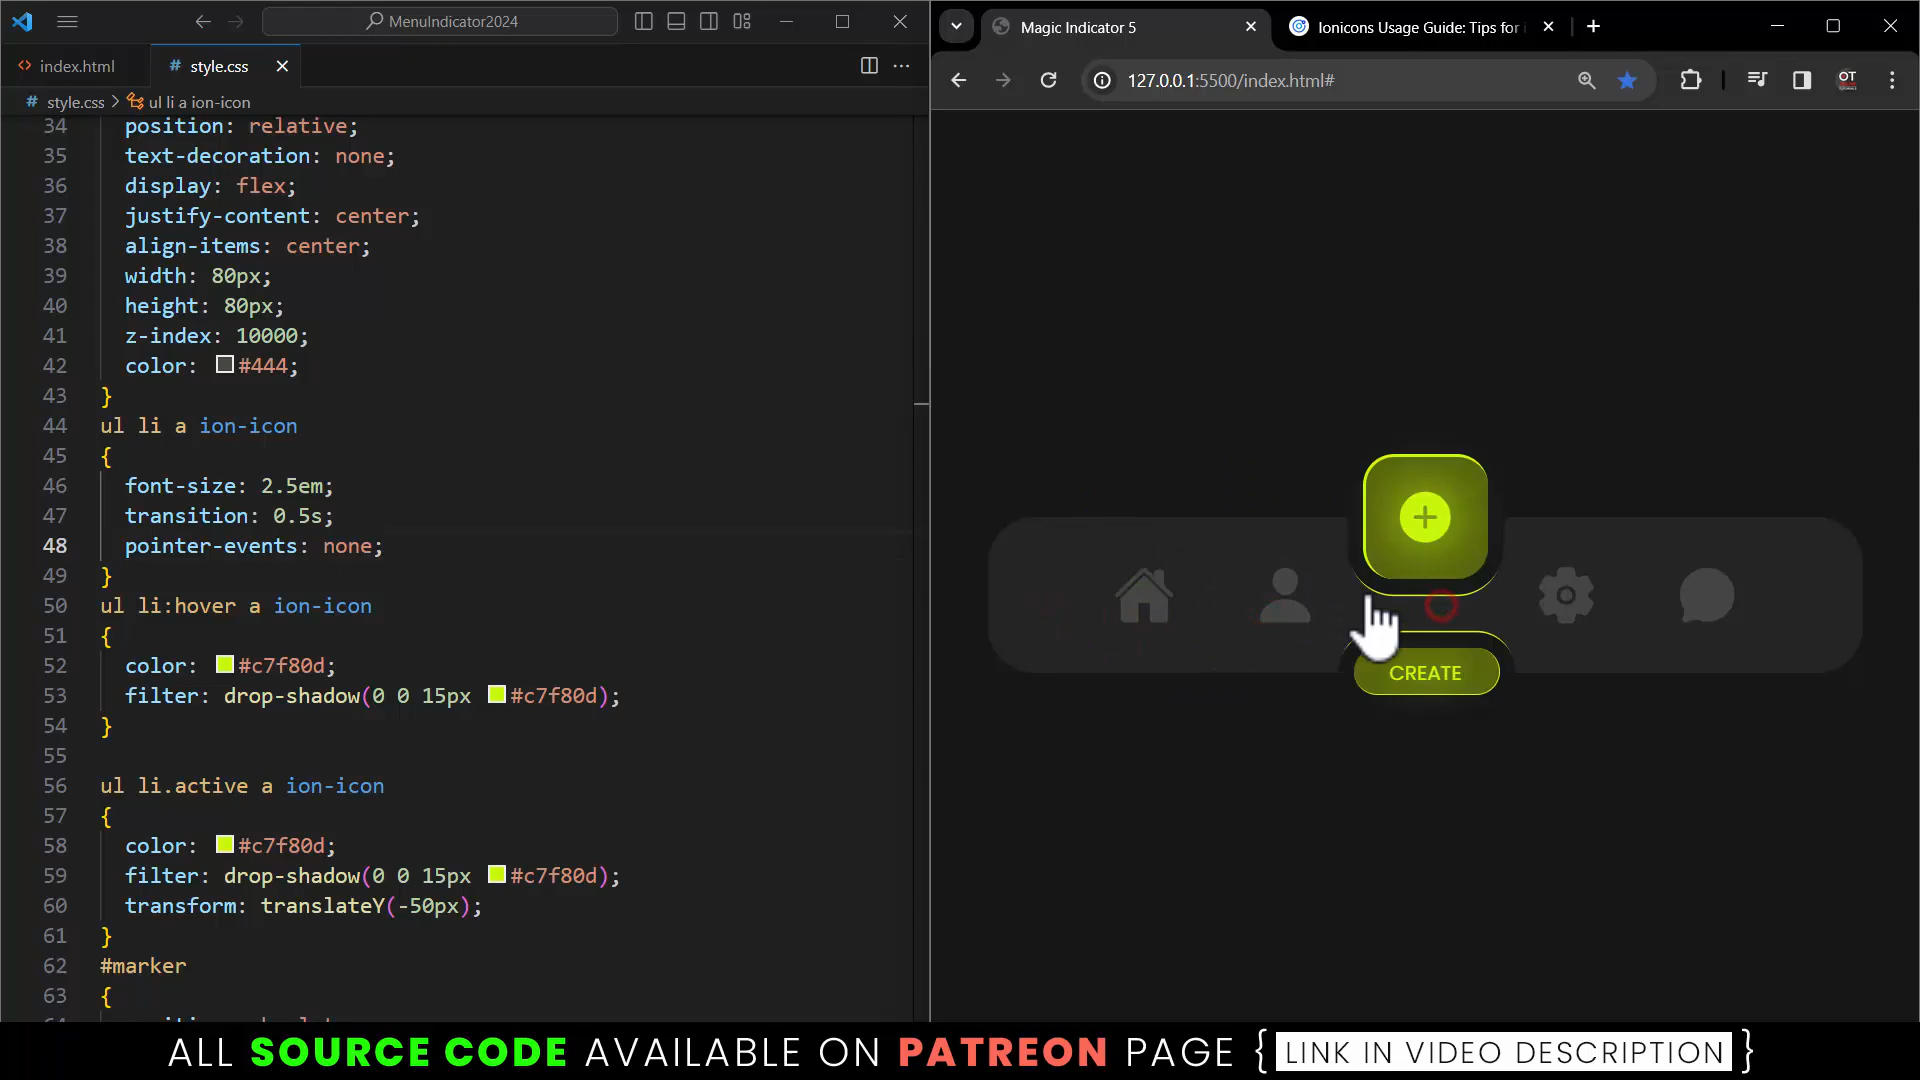 MenuIndicator2024
index.html
# style.css
# style.css > ul li a ion-icon
34 position: relative;
35 text-decoration: none;
36 display: flex;
37 justify-content: center;
38 align-items: center;
39 width: 80px;
40 height: 80px;
41 z-index: 10000;
42 color: #444;
43 }
44 ul li a ion-icon
45 {
46 font-size: 2.5em;
47 transition: 0.5s;
48 pointer-events: none;
49 }
50 ul li:hover a ion-icon
51 {
52 color: #c7f80d;
53 filter: drop-shadow(0 0 15px #c7f80d);
54 }
55
56 ul li.active a ion-icon
57 {
58 color: #c7f80d;
59 filter: drop-shadow(0 0 15px #c7f80d);
60 transform: translateY(-50px);
61 }
62 #marker
63 {
Magic Indicator 5
Ionicons Usage Guide: Tips for
127.0.0.1:5500/index.html#
OT
CREATE
ALL SOURCE CODE AVAILABLE ON PATREON PAGE { LINK IN VIDEO DESCRIPTION }